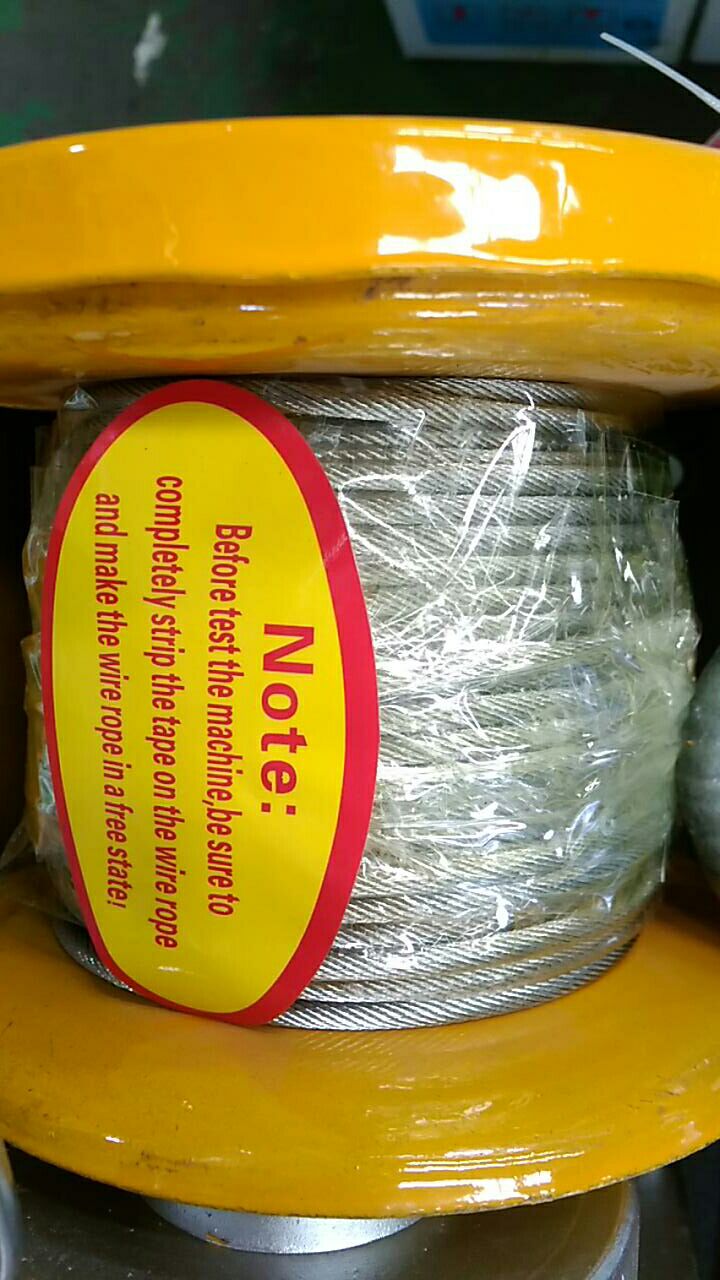 Note:
Before test the machine,be sure to
completely strip the tape on the wire rope
and make the wire rope in a free state!